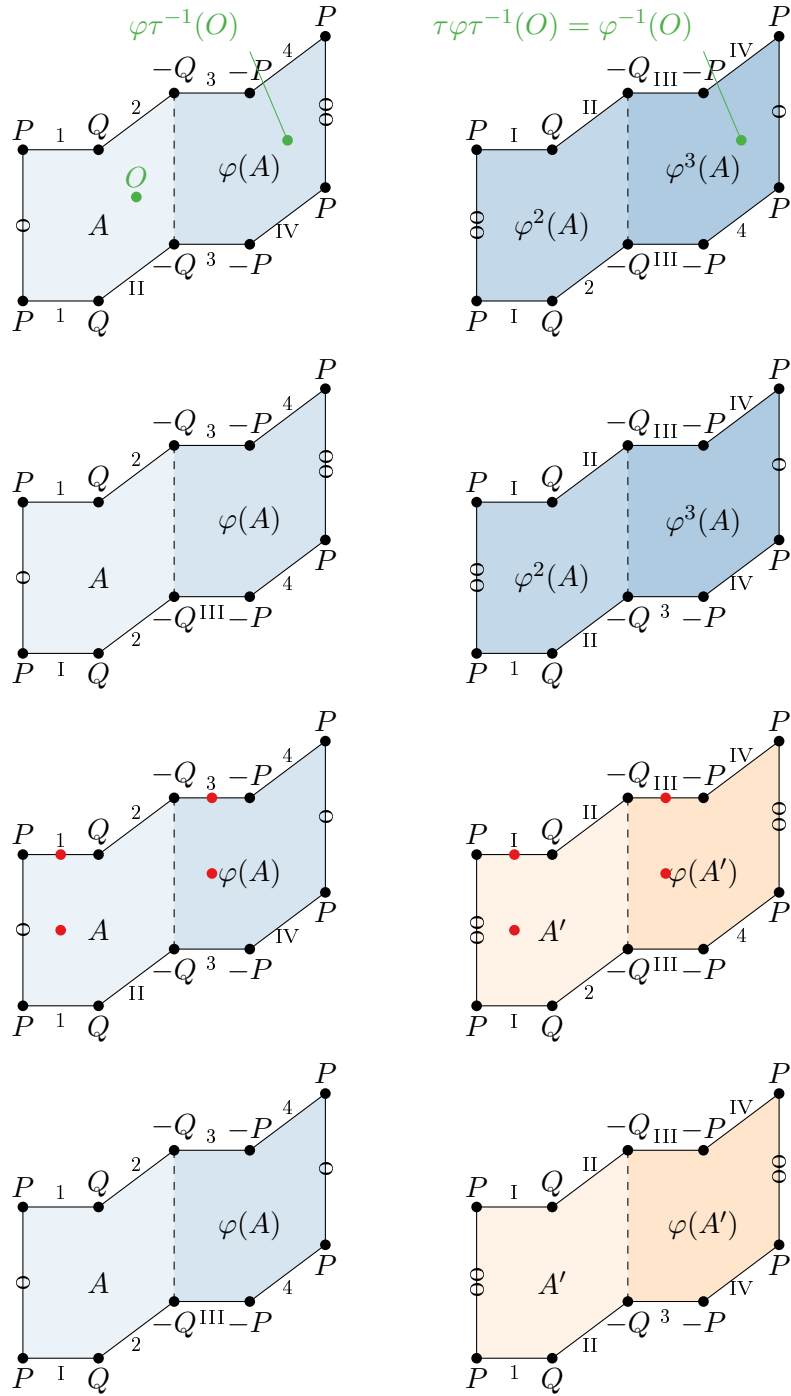 P P
φτ⁻¹(O) τφτ⁻¹(O) = φ⁻¹(O)
4 IV
−Q 3 −P −Q III −P
2 II
P 1 Q P I Q
φ(A) φ³(A)
O
P P
A φ²(A)
IV 4
−Q 3 −P −Q III −P
II 2
P 1 Q P I Q
P P
4 IV
−Q 3 −P −Q III −P
2 II
P 1 Q P I Q
φ(A) φ³(A)
P P
A φ²(A)
4 IV
−Q III −P −Q 3 −P
2 II
P I Q P 1 Q
P P
4 IV
−Q 3 −P −Q III −P
2 II
P 1 Q P I Q
φ(A) φ(A′)
P P
A A′
IV 4
−Q 3 −P −Q III −P
II 2
P 1 Q P I Q
P P
4 IV
−Q 3 −P −Q III −P
2 II
P 1 Q P I Q
φ(A) φ(A′)
P P
A A′
4 IV
−Q III −P −Q 3 −P
2 II
P I Q P 1 Q